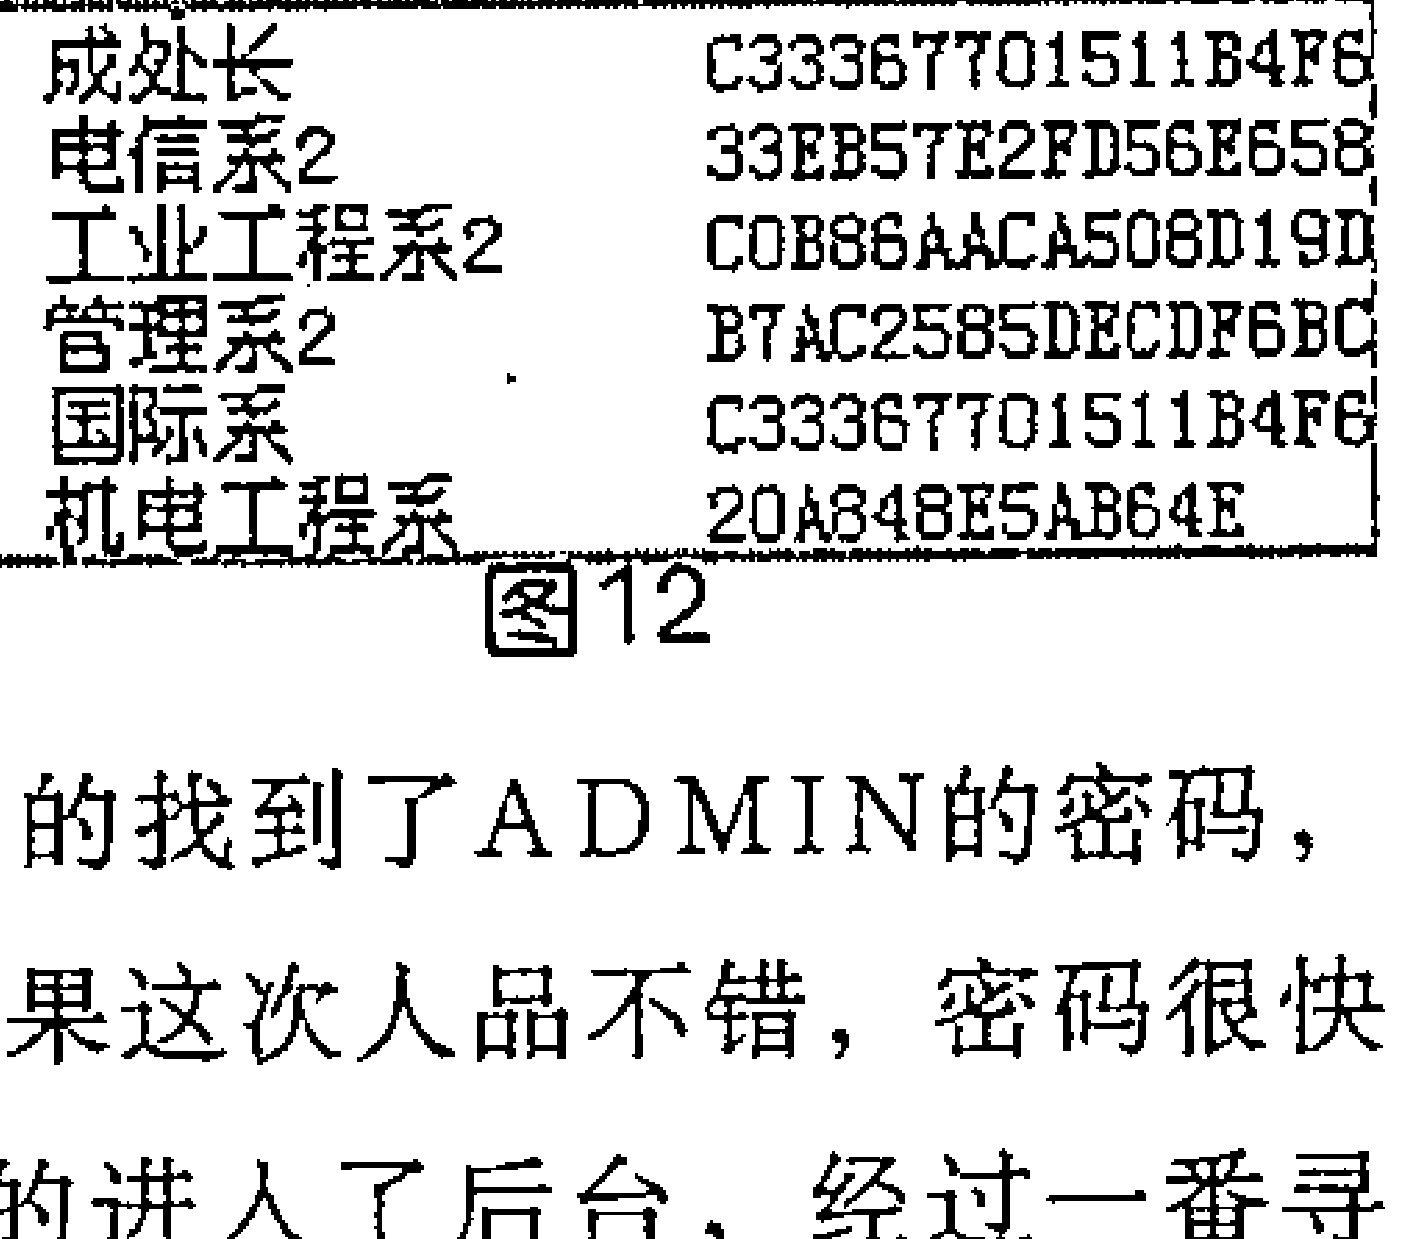 成处长 C33367701511B4F6
电信系2 33EB57E2FD56E658
工业工程系2 C0B86AACA508D19D
管理系2 B7AC2585DECDF6BC
国际系 C33367701511B4F6
机电工程系 20A848E5AB64E
图12
的找到了ADMIN的密码，
果这次人品不错，密码很快
的进入了后台，经过一番寻